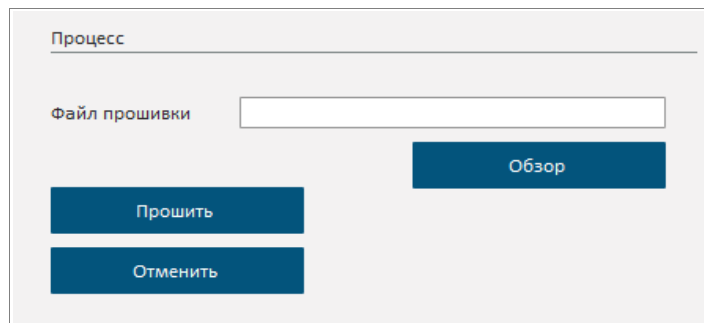 Процесс
Файл прошивки
Обзор
Прошить
Отменить